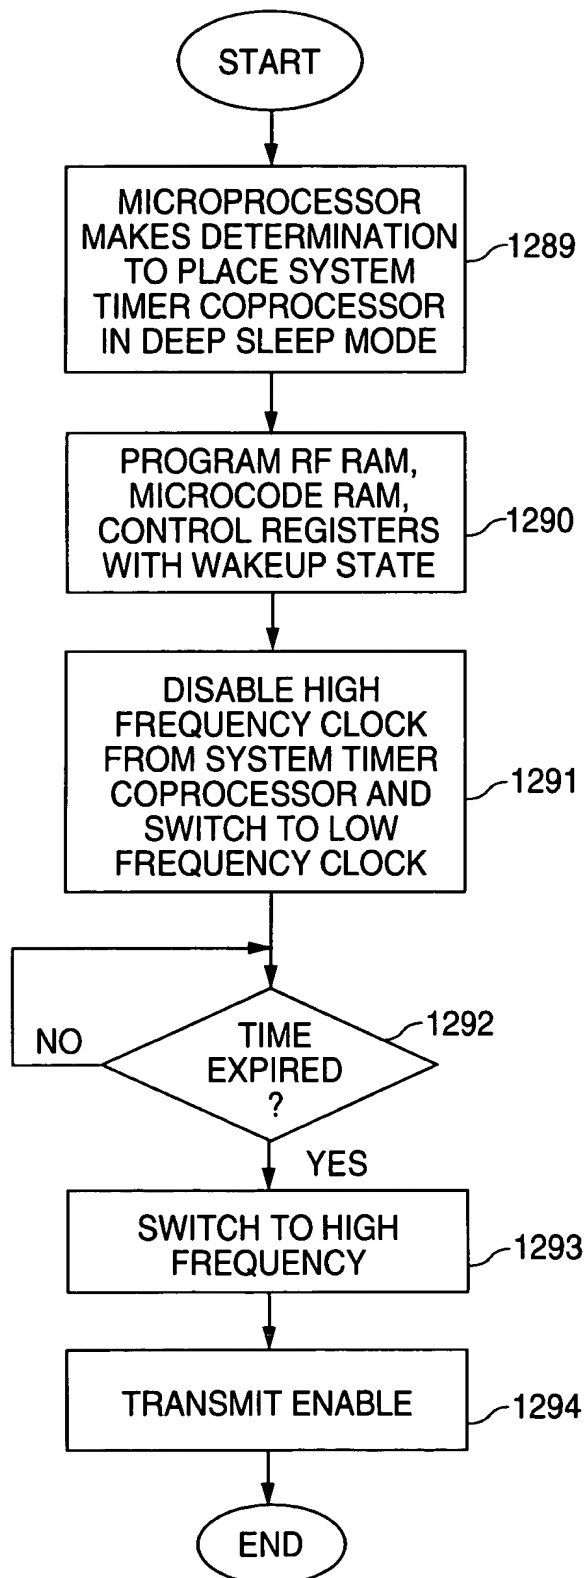 START
MICROPROCESSOR
MAKES DETERMINATION
TO PLACE SYSTEM
TIMER COPROCESSOR
IN DEEP SLEEP MODE
1289
PROGRAM RF RAM,
MICROCODE RAM,
CONTROL REGISTERS
WITH WAKEUP STATE
1290
DISABLE HIGH
FREQUENCY CLOCK
FROM SYSTEM TIMER
COPROCESSOR AND
SWITCH TO LOW
FREQUENCY CLOCK
1291
TIME
EXPIRED
?
1292
NO
YES
SWITCH TO HIGH
FREQUENCY
1293
TRANSMIT ENABLE
1294
END